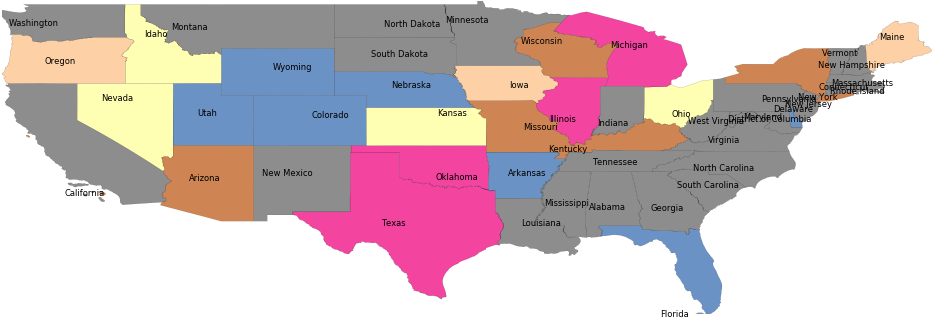 Washington
Montana
North Dakota
Minnesota
Idaho
Wisconsin
Michigan
Maine
Oregon
South Dakota
Vermont
New Hampshire
Wyoming
Nebraska
Iowa
Massachusetts
Connecticut
Rhode Island
Nevada
Utah
Colorado
Kansas
Missouri
Illinois
Indiana
Ohio
Pennsylvania
New York
New Jersey
Delaware
Maryland
District of Columbia
West Virginia
Virginia
Kentucky
California
Arizona
New Mexico
Oklahoma
Arkansas
Tennessee
North Carolina
South Carolina
Texas
Louisiana
Mississippi
Alabama
Georgia
Florida